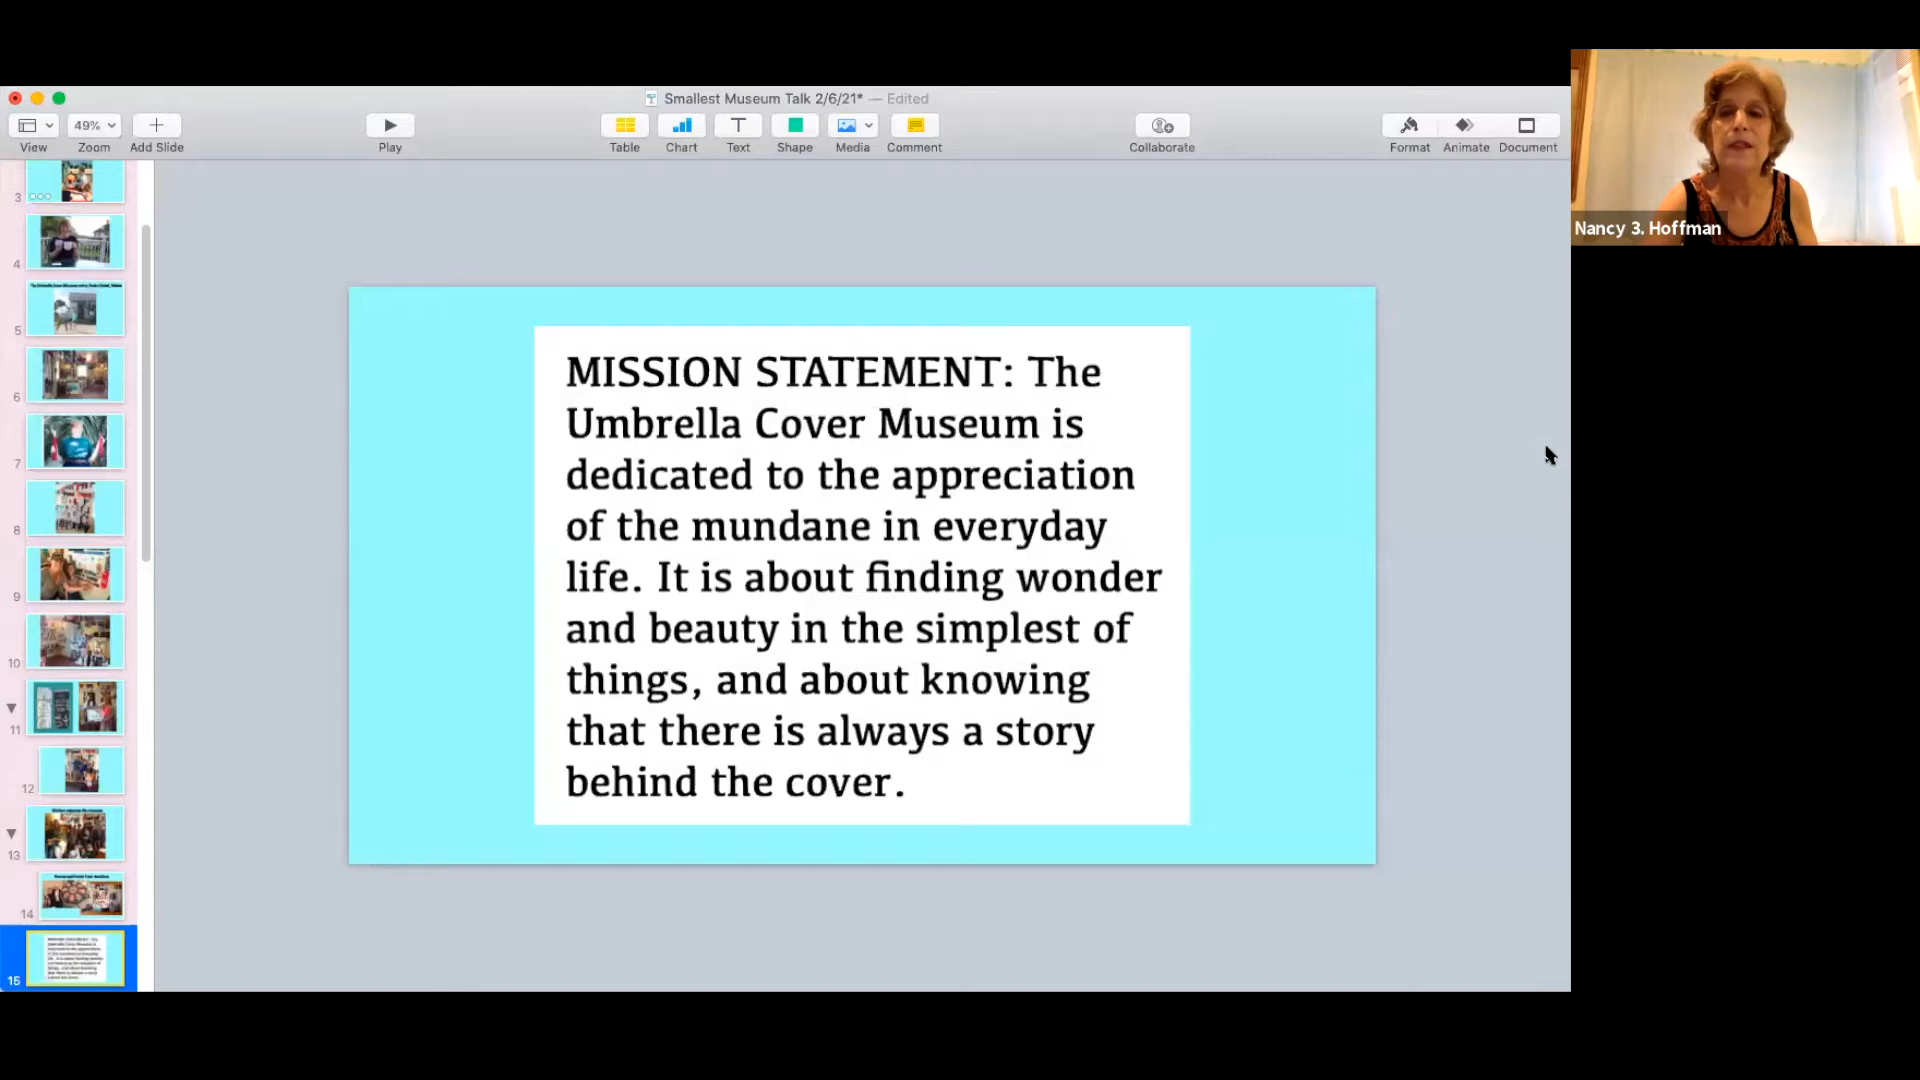 Smallest Museum Talk 2/6/21* — Edited
49%
View
Zoom
Add Slide
Play
Table
Chart
Text
Shape
Media
Comment
Collaborate
Format
Animate
Document
Nancy 3. Hoffman
3
4
5
6
7
8
9
10
11
12
13
14
15
MISSION STATEMENT: The
Umbrella Cover Museum is
dedicated to the appreciation
of the mundane in everyday
life. It is about finding wonder
and beauty in the simplest of
things, and about knowing
that there is always a story
behind the cover.